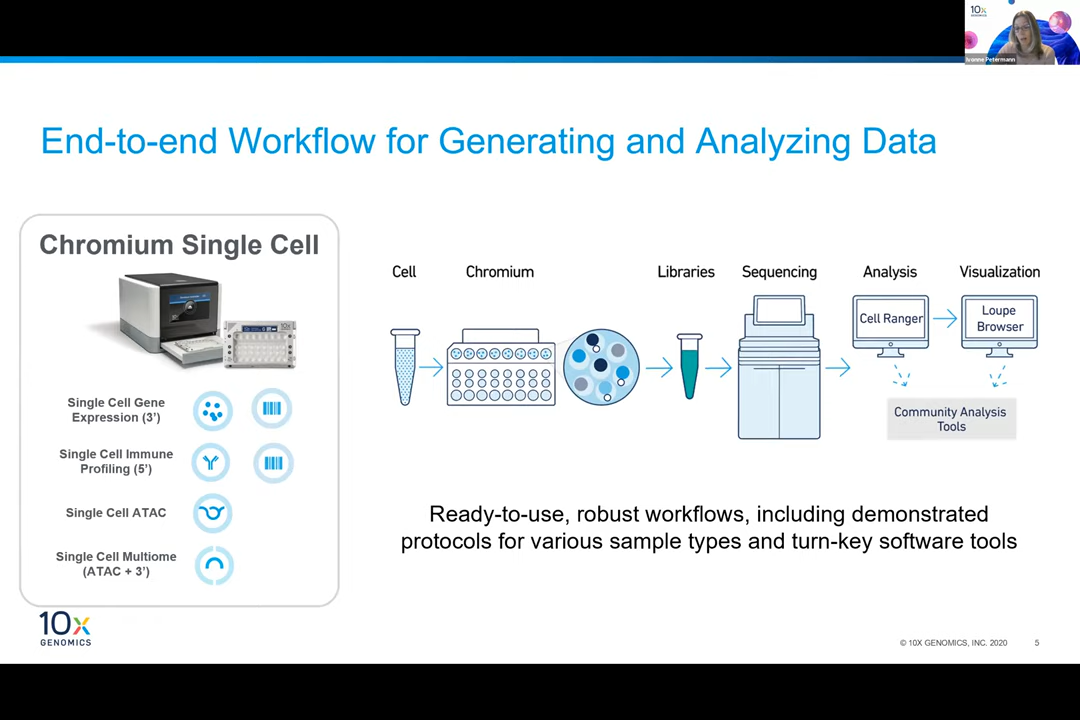 10x
GENOMICS
Ivonne Petermann
End-to-end Workflow for Generating and Analyzing Data
Chromium Single Cell
10x
Single Cell Gene
Expression (3’)
Single Cell Immune
Profiling (5’)
Single Cell ATAC
Single Cell Multiome
(ATAC + 3’)
Cell
Chromium
Libraries
Sequencing
Analysis
Visualization
Cell Ranger
Loupe
Browser
Community Analysis
Tools
Ready-to-use, robust workflows, including demonstrated
protocols for various sample types and turn-key software tools
10x
GENOMICS
© 10X GENOMICS, INC. 2020
5